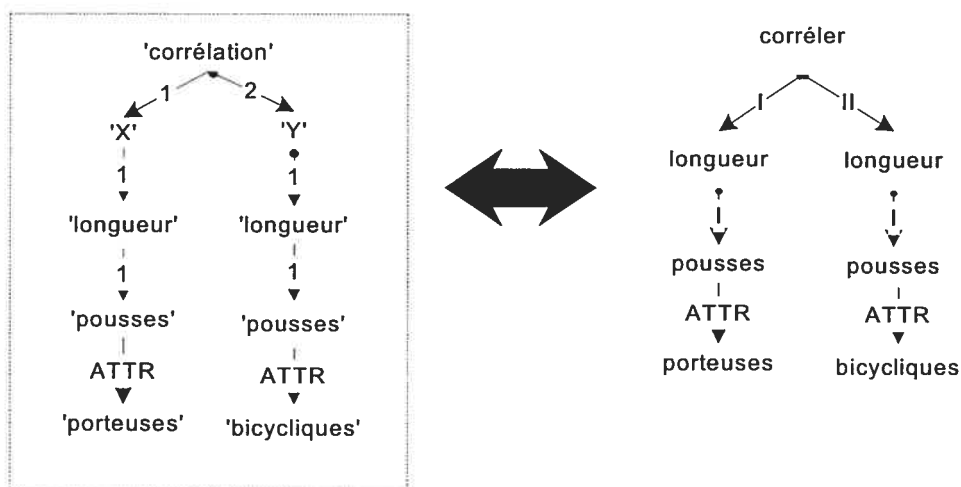 'corrélation'
1 2
'X' 'Y'
1 1
'longueur' 'longueur'
1 1
'pousses' 'pousses'
ATTR ATTR
'porteuses' 'bicycliques'
corréler
I II
longueur longueur
I I
pousses pousses
ATTR ATTR
porteuses bicycliques